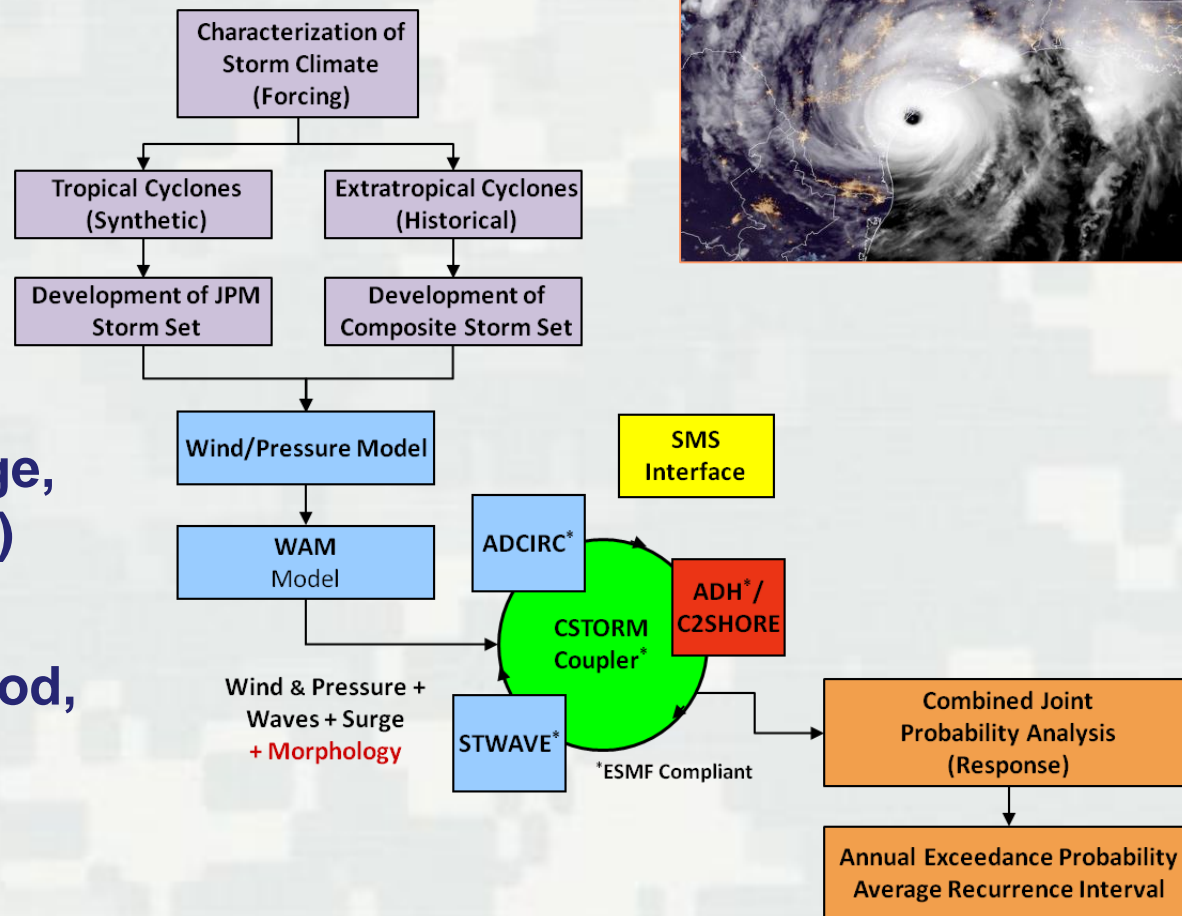 Characterization of
Storm Climate
(Forcing)
Tropical Cyclones
(Synthetic)
Extratropical Cyclones
(Historical)
Development of JPM
Storm Set
Development of
Composite Storm Set
Wind/Pressure Model
WAM
Model
SMS
Interface
ADCIRC*
ADH*/
C2SHORE
CSTORM
Coupler*
STWAVE*
Wind & Pressure +
Waves + Surge
+ Morphology
*ESMF Compliant
Combined Joint
Probability Analysis
(Response)
Annual Exceedance Probability
Average Recurrence Interval
ge,
)
od,